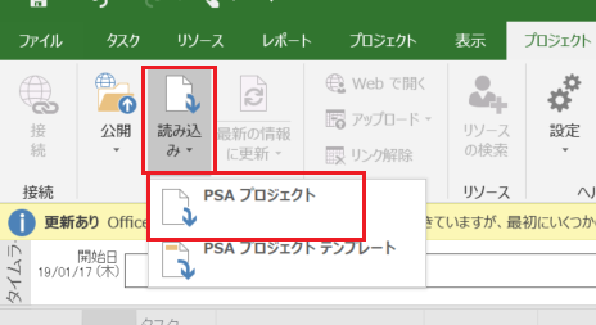 ファイル タスク リソース レポート プロジェクト 表示 プロジェクト
接続
公開
読み込み
最新の情報に更新
Web で開く
アップロード
リンク解除
リソースの検索
設定
接続
リソース
ヘル
PSA プロジェクト
PSA プロジェクト テンプレート
更新あり Office
きていますが、最初にいくつか
タイムラ
開始日
19/01/17 (木)
タスク